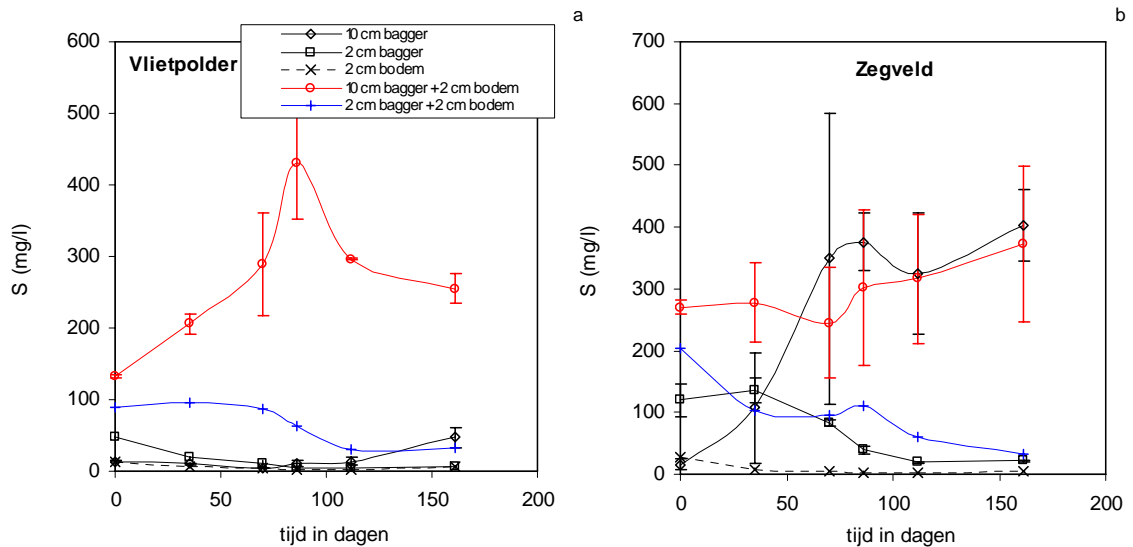 a
b
600
500
400
300
200
100
0
S (mg/l)
Vlietpolder
10 cm bagger
2 cm bagger
2 cm bodem
10 cm bagger +2 cm bodem
2 cm bagger +2 cm bodem
0 50 100 150 200
tijd in dagen
700
600
500
400
300
200
100
0
S (mg/l)
Zegveld
0 50 100 150 200
tijd in dagen